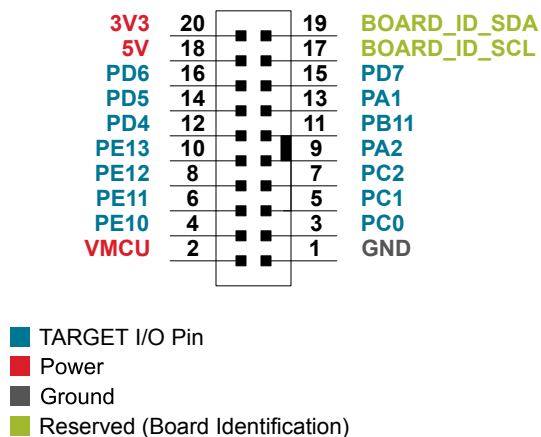 3V3 20 19 BOARD_ID_SDA
5V 18 17 BOARD_ID_SCL
PD6 16 15 PD7
PD5 14 13 PA1
PD4 12 11 PB11
PE13 10 9 PA2
PE12 8 7 PC2
PE11 6 5 PC1
PE10 4 3 PC0
VMCU 2 1 GND
TARGET I/O Pin
Power
Ground
Reserved (Board Identification)